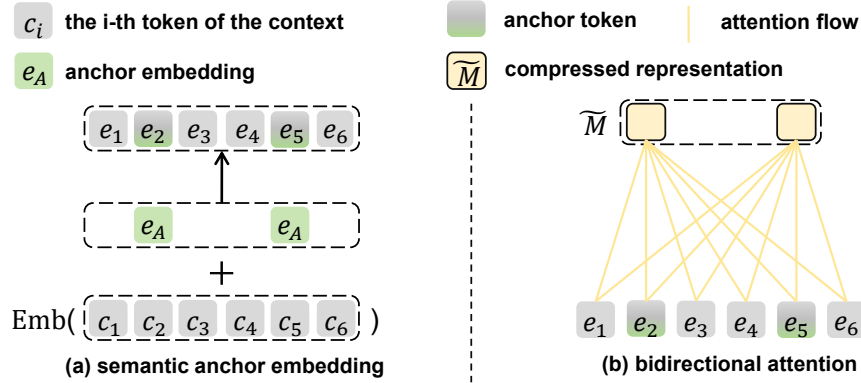 c_i the i-th token of the context
e_A anchor embedding
anchor token
attention flow
M̃ compressed representation
e_1 e_2 e_3 e_4 e_5 e_6
e_A e_A
+
Emb( c_1 c_2 c_3 c_4 c_5 c_6 )
(a) semantic anchor embedding
M̃
e_1 e_2 e_3 e_4 e_5 e_6
(b) bidirectional attention